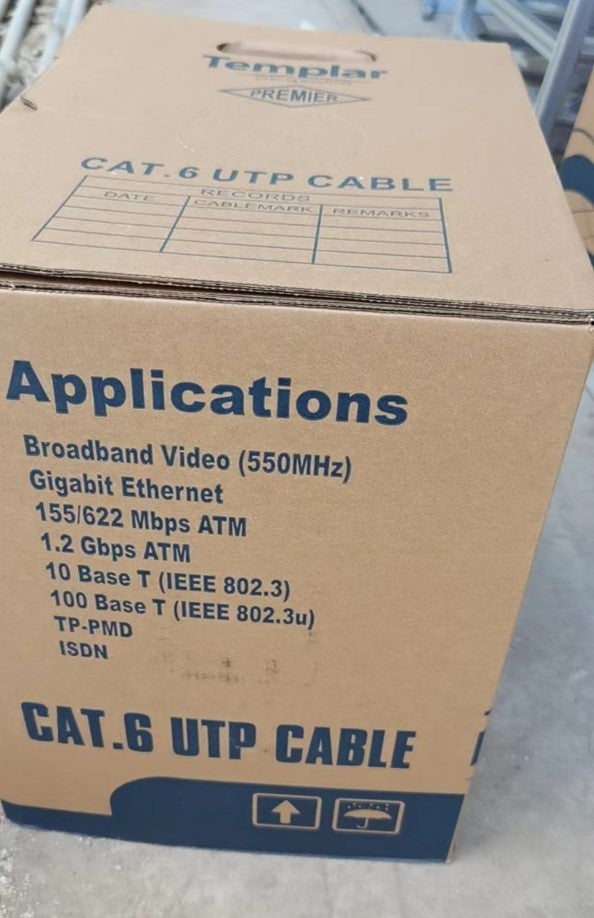 Templar
PREMIER
CAT.6 UTP CABLE
RECORDS
DATE CABLEMARK REMARKS
Applications
Broadband Video (550MHz)
Gigabit Ethernet
155/622 Mbps ATM
1.2 Gbps ATM
10 Base T (IEEE 802.3)
100 Base T (IEEE 802.3u)
TP-PMD
ISDN
CAT.6 UTP CABLE